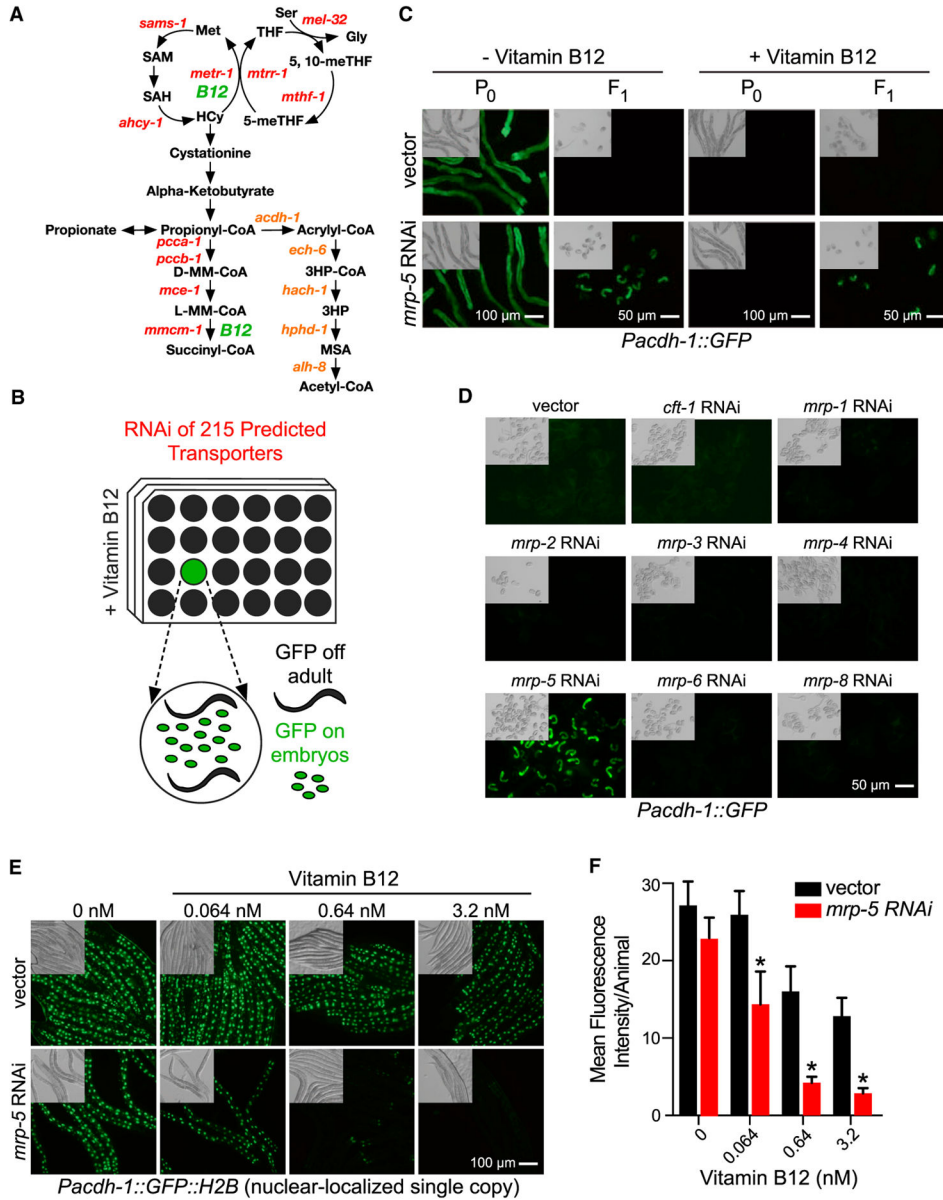 A
Ser
mel-32
sams-1
Met
THF
Gly
SAM
5, 10-meTHF
metr-1
mtrr-1
B12
mthf-1
SAH
ahcy-1
HCy
5-meTHF
Cystationine
Alpha-Ketobutyrate
acdh-1
Propionate
Propionyl-CoA
Acrylyl-CoA
pcca-1
pccb-1
ech-6
D-MM-CoA
3HP-CoA
mce-1
hach-1
L-MM-CoA
3HP
mmcm-1
B12
hphd-1
Succinyl-CoA
MSA
alh-8
Acetyl-CoA
B
RNAi of 215 Predicted
Transporters
+ Vitamin B12
GFP off
adult
GFP on
embryos
C
- Vitamin B12
+ Vitamin B12
P0
F1
P0
F1
vector
mrp-5 RNAi
100 µm
50 µm
100 µm
50 µm
Pacdh-1::GFP
D
vector
cft-1 RNAi
mrp-1 RNAi
mrp-2 RNAi
mrp-3 RNAi
mrp-4 RNAi
mrp-5 RNAi
mrp-6 RNAi
mrp-8 RNAi
50 µm
Pacdh-1::GFP
E
Vitamin B12
0 nM
0.064 nM
0.64 nM
3.2 nM
vector
mrp-5 RNAi
100 µm
Pacdh-1::GFP::H2B (nuclear-localized single copy)
F
Mean Fluorescence
Intensity/Animal
30
20
10
0
vector
mrp-5 RNAi
*
*
*
0
0.064
0.64
3.2
Vitamin B12 (nM)